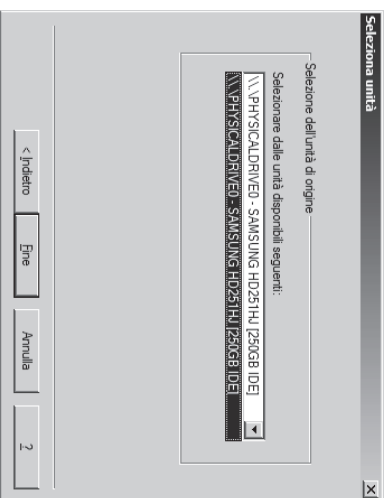 Seleziona unità
Selezione dell'unità di origine
Selezionare dalle unità disponibili seguenti:
\\.\PHYSICALDRIVE0 - SAMSUNG HD251HJ [250GB IDE]
\\.\PHYSICALDRIVE0 - SAMSUNG HD251HJ [250GB IDE]
< Indietro
Fine
Annulla
?